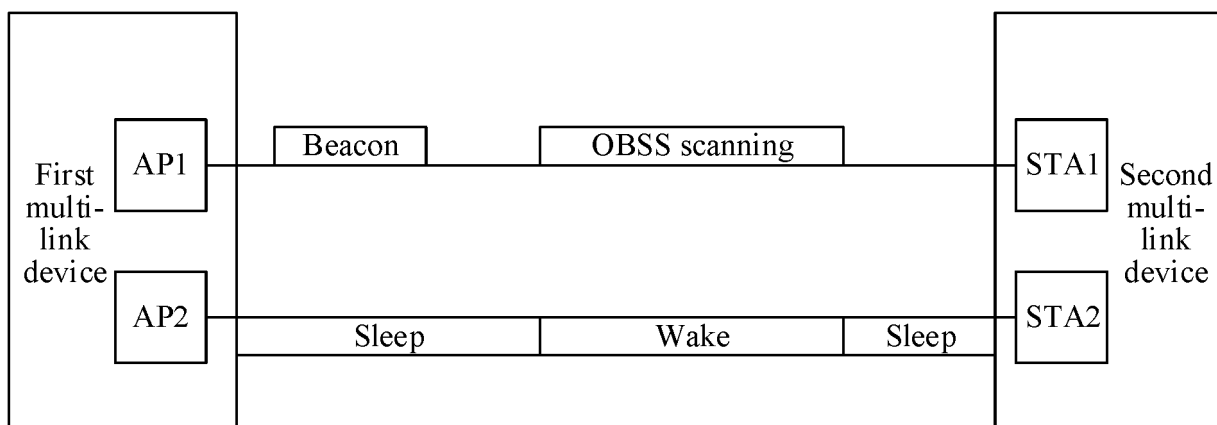 First
multi-
link
device
AP1
AP2
Beacon
OBSS scanning
Sleep
Wake
Sleep
STA1
STA2
Second
multi-
link
device